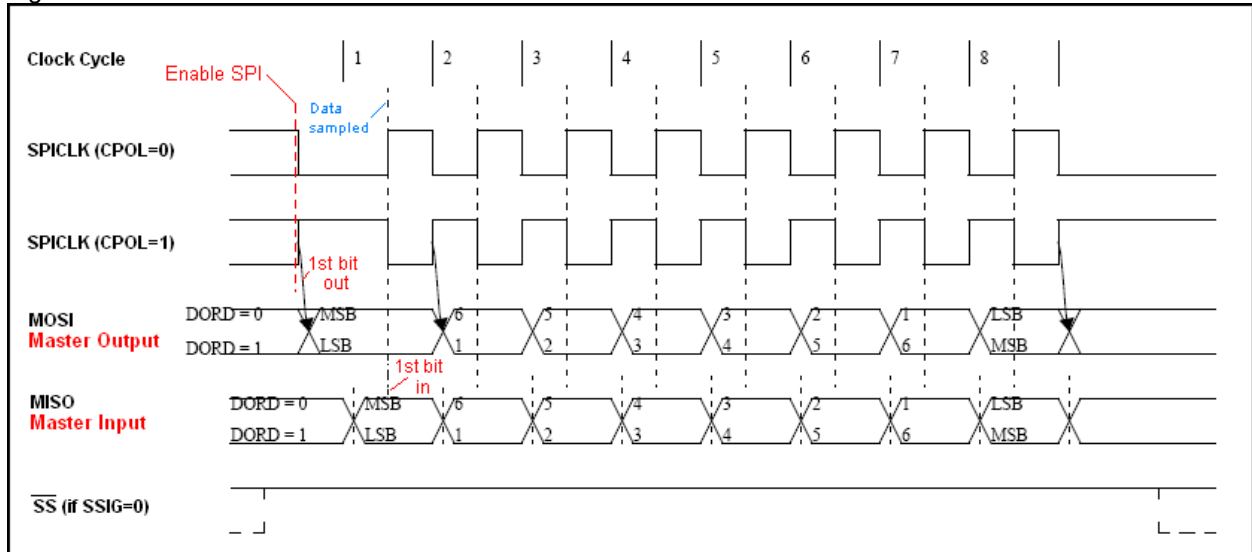 Clock Cycle 1 2 3 4 5 6 7 8
Enable SPI
Data
sampled
SPICLK (CPOL=0)
SPICLK (CPOL=1)
1st bit
out
MOSI
Master Output
DORD = 0 MSB 6 5 4 3 2 1 LSB
DORD = 1 LSB 1 2 3 4 5 6 MSB
1st bit
in
MISO
Master Input
DORD = 0 MSB 6 5 4 3 2 1 LSB
DORD = 1 LSB 1 2 3 4 5 6 MSB
SS (if SSIG=0)